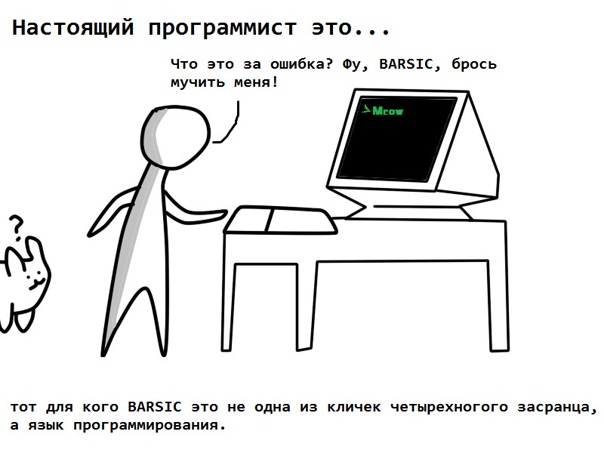 Настоящий программист это...
Что это за ошибка? Фу, BARSIC, брось
мучить меня!
> Meow
?
тот для кого BARSIC это не одна из кличек четырехногого засранца,
а язык программирования.